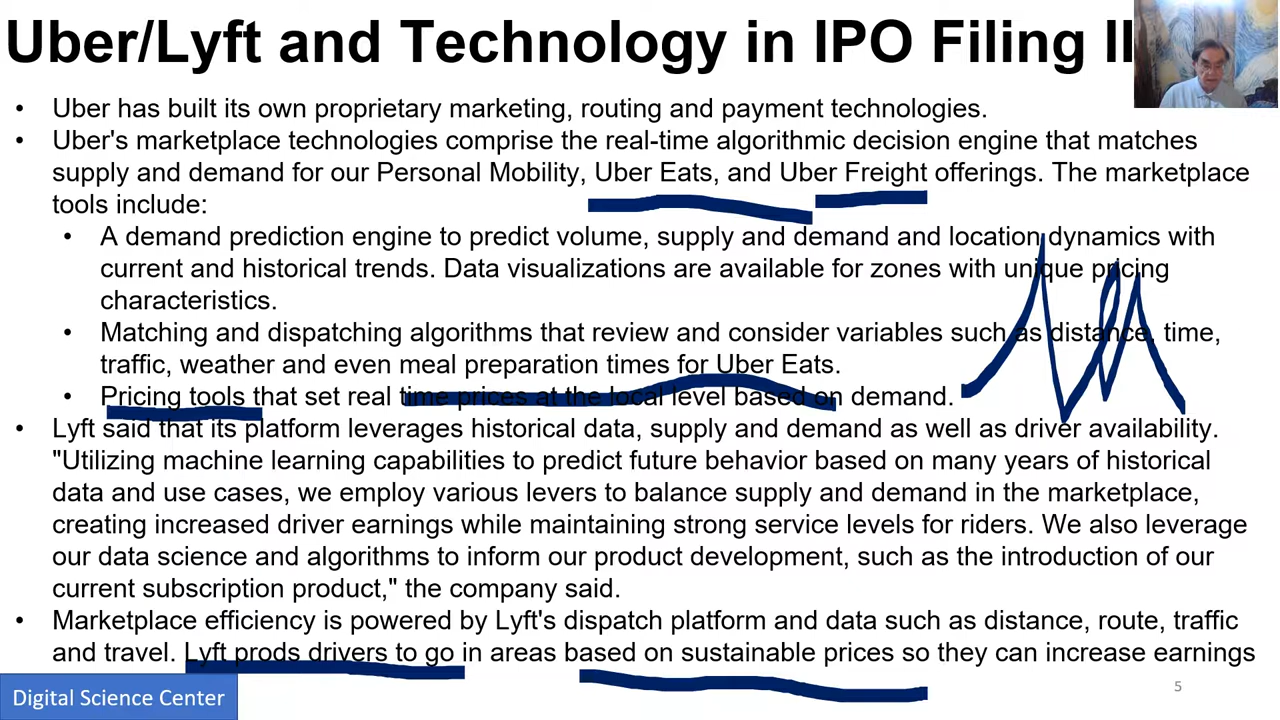 Uber/Lyft and Technology in IPO Filing II
• Uber has built its own proprietary marketing, routing and payment technologies.
• Uber's marketplace technologies comprise the real-time algorithmic decision engine that matches
supply and demand for our Personal Mobility, Uber Eats, and Uber Freight offerings. The marketplace
tools include:
• A demand prediction engine to predict volume, supply and demand and location dynamics with
current and historical trends. Data visualizations are available for zones with unique pricing
characteristics.
• Matching and dispatching algorithms that review and consider variables such as distance, time,
traffic, weather and even meal preparation times for Uber Eats.
• Pricing tools that set real time prices at the local level based on demand.
• Lyft said that its platform leverages historical data, supply and demand as well as driver availability.
"Utilizing machine learning capabilities to predict future behavior based on many years of historical
data and use cases, we employ various levers to balance supply and demand in the marketplace,
creating increased driver earnings while maintaining strong service levels for riders. We also leverage
our data science and algorithms to inform our product development, such as the introduction of our
current subscription product," the company said.
• Marketplace efficiency is powered by Lyft's dispatch platform and data such as distance, route, traffic
and travel. Lyft prods drivers to go in areas based on sustainable prices so they can increase earnings
Digital Science Center
5